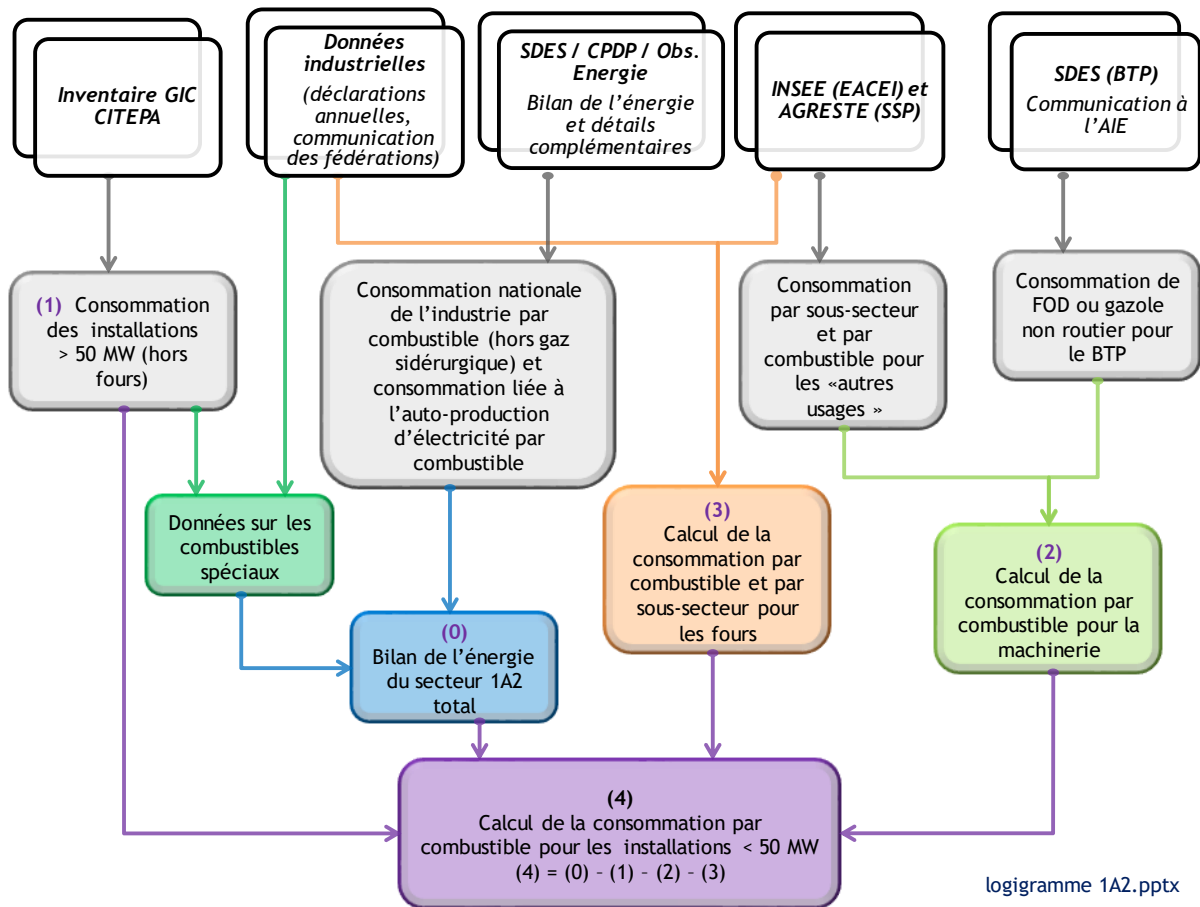 Inventaire GIC
CITEPA
Données
industrielles
(déclarations
annuelles,
communication
des fédérations)
SDES / CPDP / Obs.
Energie
Bilan de l’énergie
et détails
complémentaires
INSEE (EACEI) et
AGRESTE (SSP)
SDES (BTP)
Communication à
l’AIE
(1) Consommation
des installations
> 50 MW (hors
fours)
Consommation nationale
de l’industrie par
combustible (hors gaz
sidérurgique) et
consommation liée à
l’auto-production
d’électricité par
combustible
Consommation
par sous-secteur
et par
combustible pour
les «autres
usages »
Consommation de
FOD ou gazole
non routier pour
le BTP
Données sur les
combustibles
spéciaux
(3)
Calcul de la
consommation par
combustible et par
sous-secteur pour
les fours
(2)
Calcul de la
consommation par
combustible pour la
machinerie
(0)
Bilan de l’énergie
du secteur 1A2
total
(4)
Calcul de la consommation par
combustible pour les installations < 50 MW
(4) = (0) – (1) – (2) – (3)
logigramme 1A2.pptx